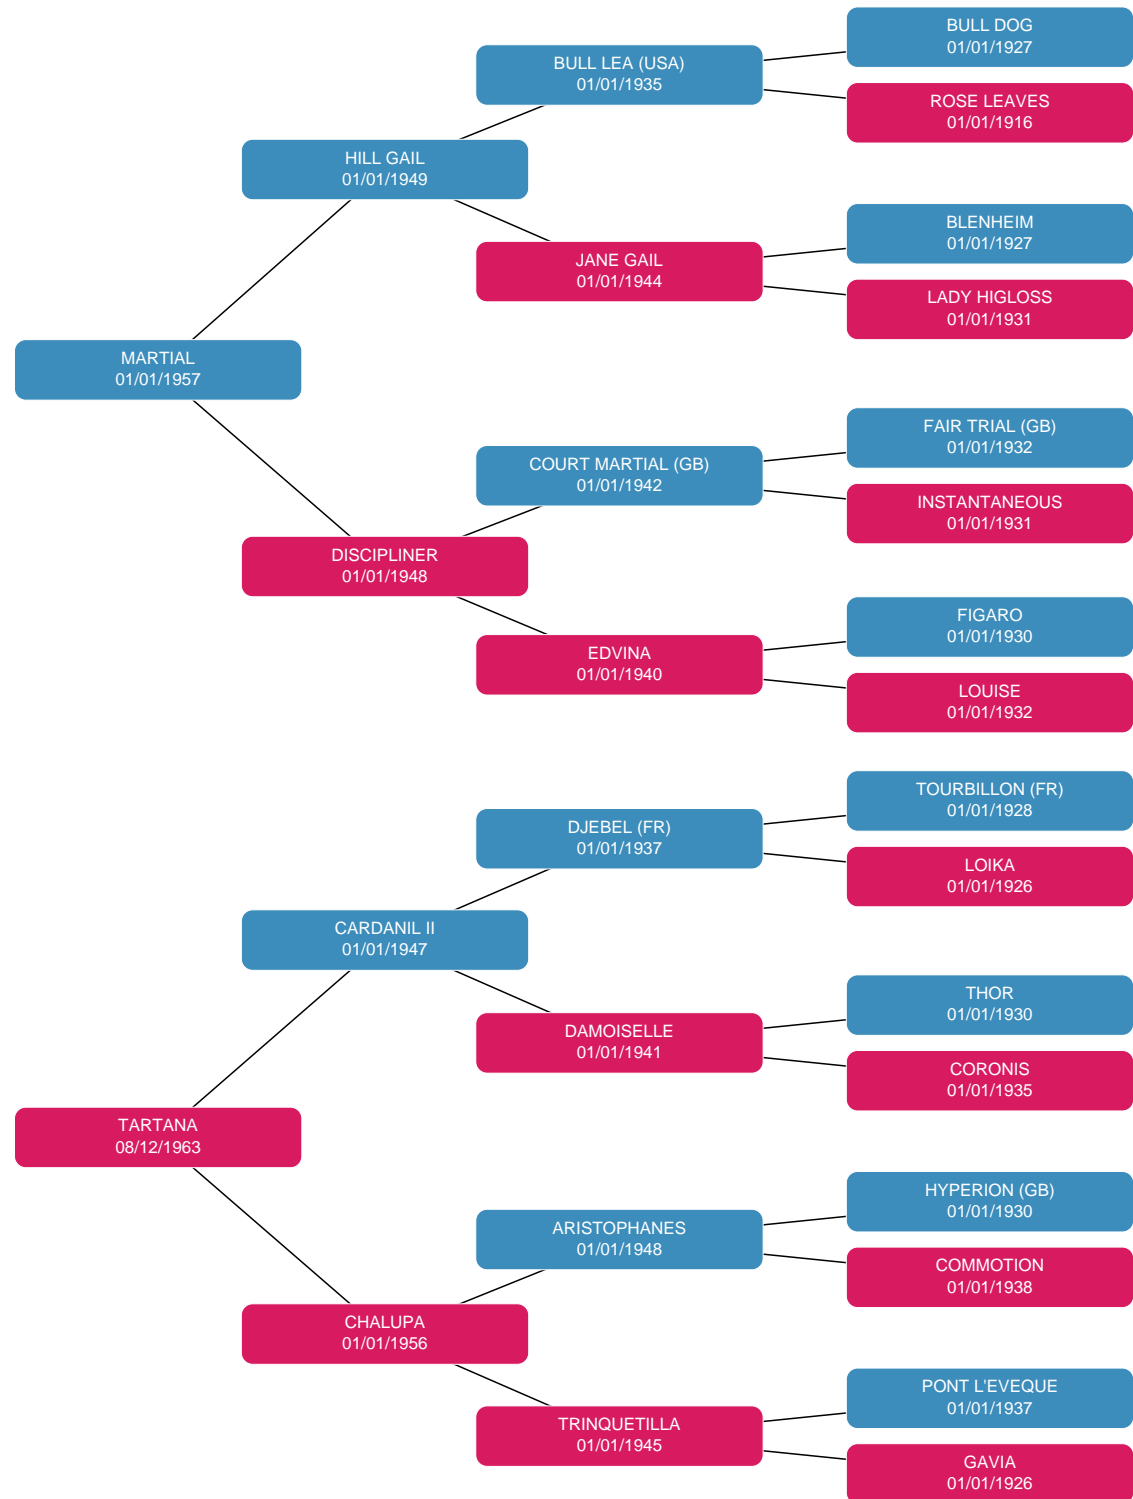 BULL DOG
01/01/1927
BULL LEA (USA)
01/01/1935
ROSE LEAVES
01/01/1916
HILL GAIL
01/01/1949
BLENHEIM
01/01/1927
JANE GAIL
01/01/1944
LADY HIGLOSS
01/01/1931
MARTIAL
01/01/1957
FAIR TRIAL (GB)
01/01/1932
COURT MARTIAL (GB)
01/01/1942
INSTANTANEOUS
01/01/1931
DISCIPLINER
01/01/1948
FIGARO
01/01/1930
EDVINA
01/01/1940
LOUISE
01/01/1932
TOURBILLON (FR)
01/01/1928
DJEBEL (FR)
01/01/1937
LOIKA
01/01/1926
CARDANIL II
01/01/1947
THOR
01/01/1930
DAMOISELLE
01/01/1941
CORONIS
01/01/1935
TARTANA
08/12/1963
HYPERION (GB)
01/01/1930
ARISTOPHANES
01/01/1948
COMMOTION
01/01/1938
CHALUPA
01/01/1956
PONT L'EVEQUE
01/01/1937
TRINQUETILLA
01/01/1945
GAVIA
01/01/1926